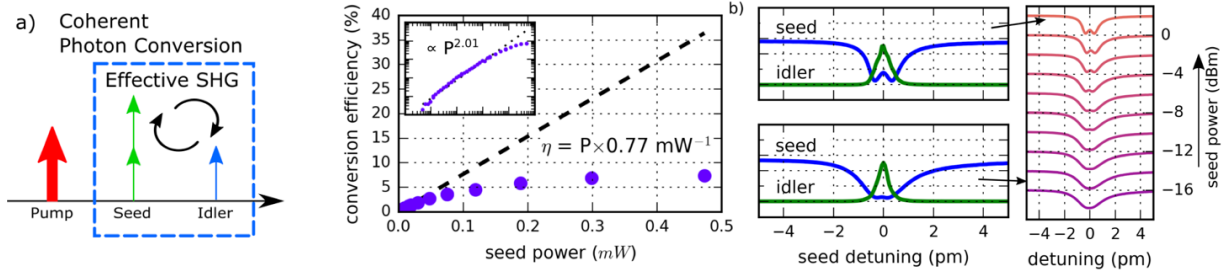 a)
Coherent
Photon Conversion
Effective SHG
Pump
Seed
Idler
conversion efficiency (%)
40
35
30
25
20
15
10
5
0
∝ P^2.01
η = P×0.77 mW⁻¹
0.0 0.1 0.2 0.3 0.4 0.5
seed power (mW)
b)
seed
idler
seed
idler
−4 −2 0 2 4
seed detuning (pm)
0
−4
−8
−12
−16
seed power (dBm)
−4 −2 0 2 4
detuning (pm)